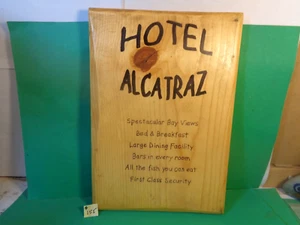 HOTEL
ALCATRAZ
Spectacular Bay Views
Bed & Breakfast
Large Dining Facility
Bars in every room
All the fish you can eat
First Class Security
155